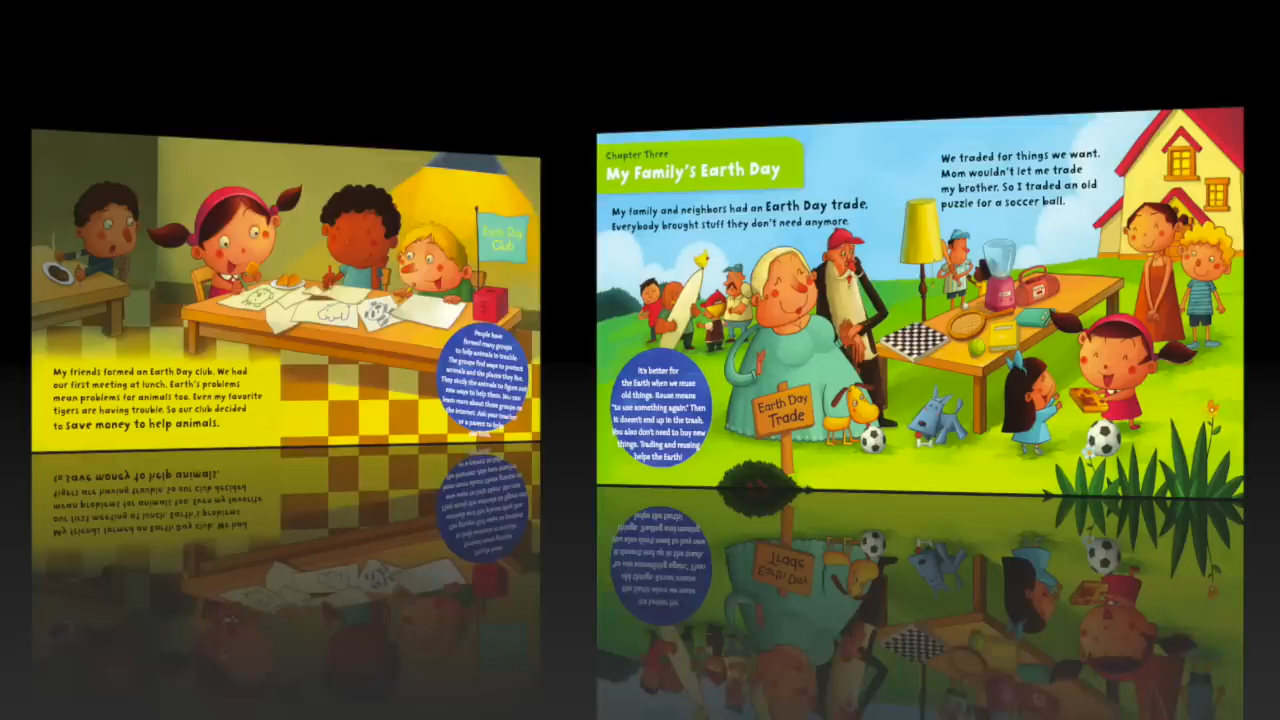 Earth Day
Club
My friends formed an Earth Day club. We had
our first meeting at lunch. Earth's problems
mean problems for animals too. Even my favorite
tigers are having trouble. So our club decided
to save money to help animals.
People have
formed many groups
to help animals in trouble.
The groups find ways to protect
animals and the places they live.
They study the animals to figure out
new ways to help them. You can
learn more about these groups on
the Internet. Ask your teacher
or a parent to help
you look.
Chapter Three
My Family's Earth Day
My family and neighbors had an Earth Day trade.
Everybody brought stuff they don't need anymore.
We traded for things we want.
Mom wouldn't let me trade
my brother. So I traded an old
puzzle for a soccer ball.
It's better for
the Earth when we reuse
old things. Reuse means
"to use something again." Then
it doesn't end up in the trash.
You also don't need to buy new
things. Trading and reusing
helps the Earth!
Earth Day
Trade